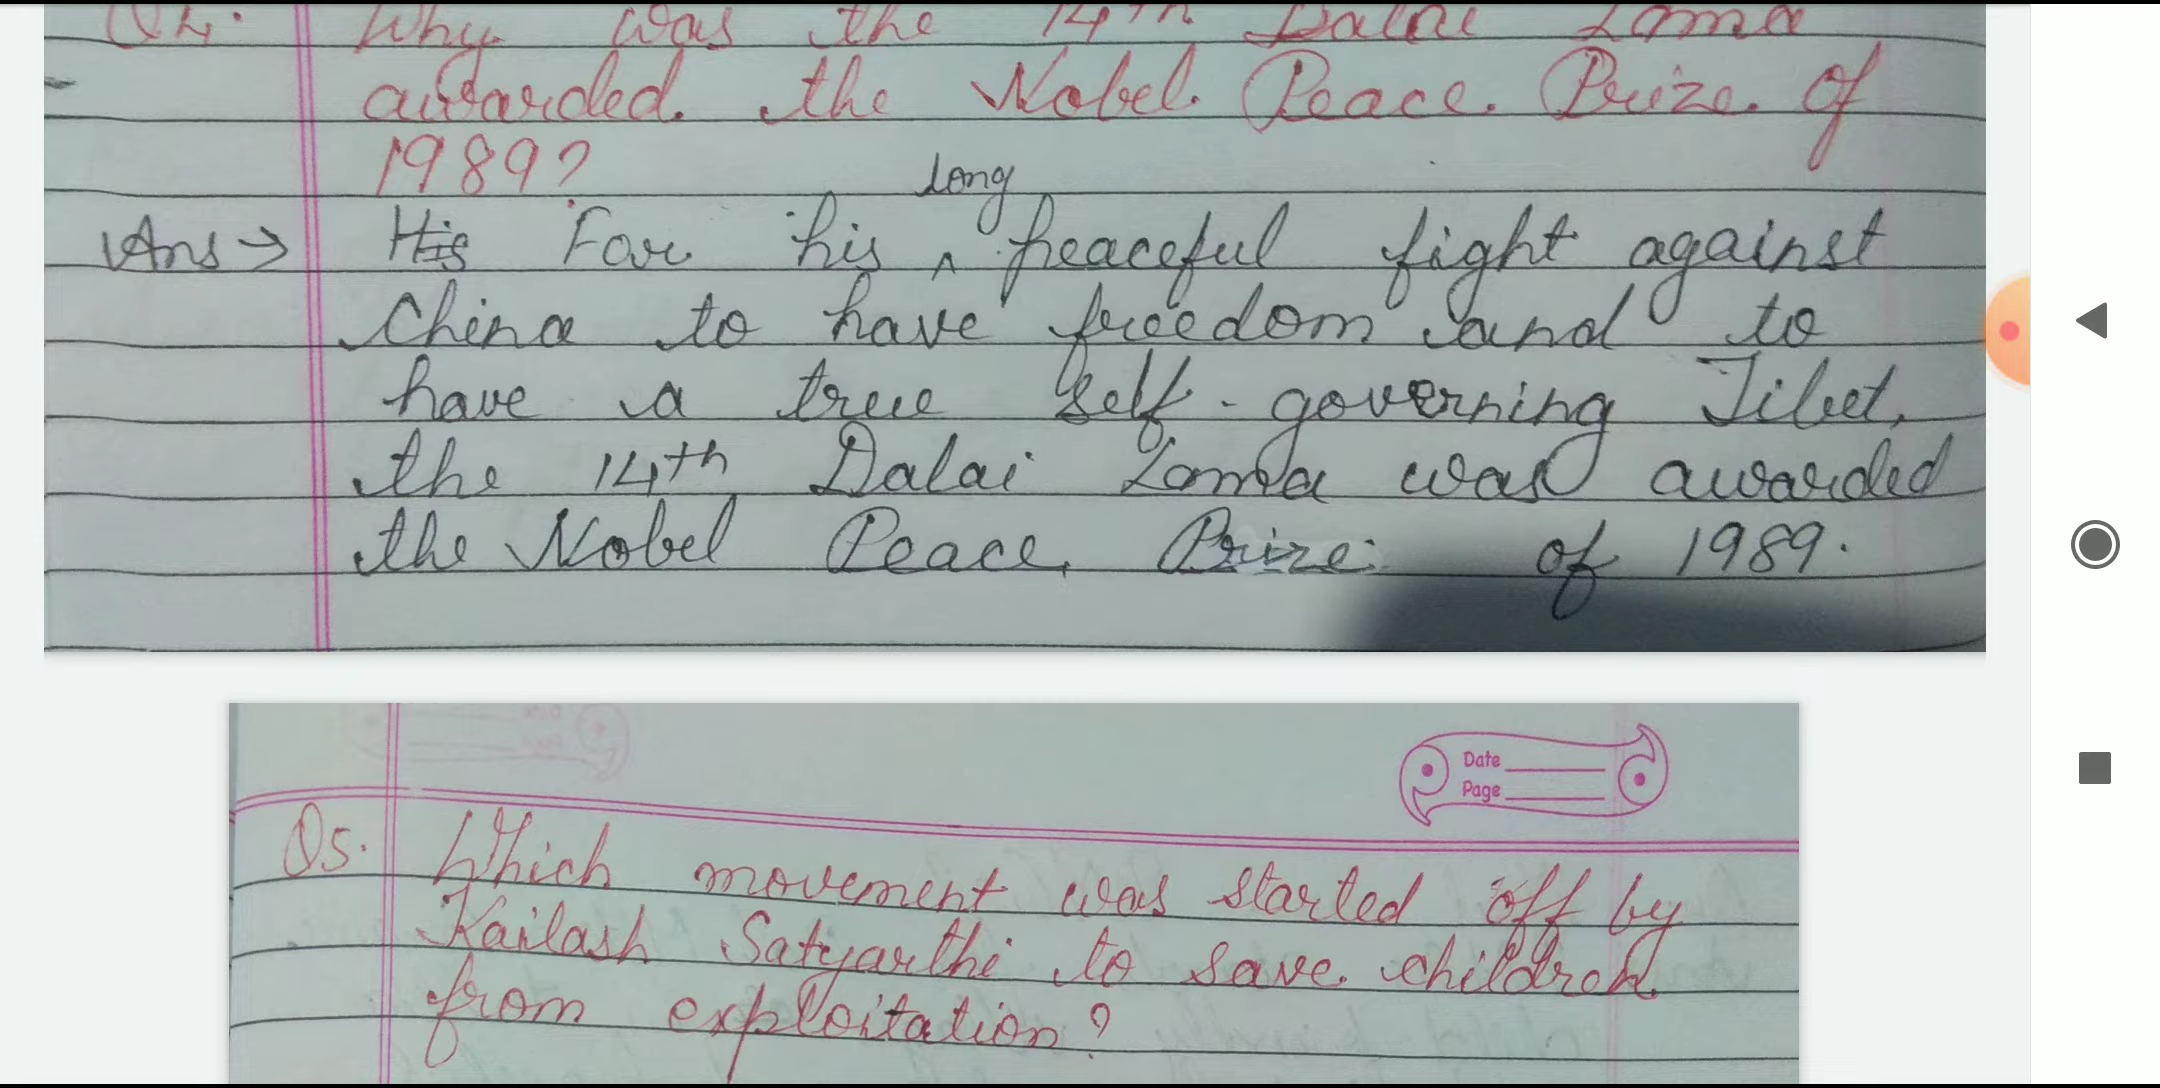 Q4. Why was the 14th Dalai Lama
awarded. the Nobel. Peace. Prize. of
1989?
long
Ans → His For his ^ peaceful fight against
China to have freedom and to
have a true self-governing Tibet,
the 14th Dalai Lama was awarded
the Nobel Peace Prize of 1989.
Date
Page
Q5. Which movement was started off by
Kailash Satyarthi to save children
from exploitation?